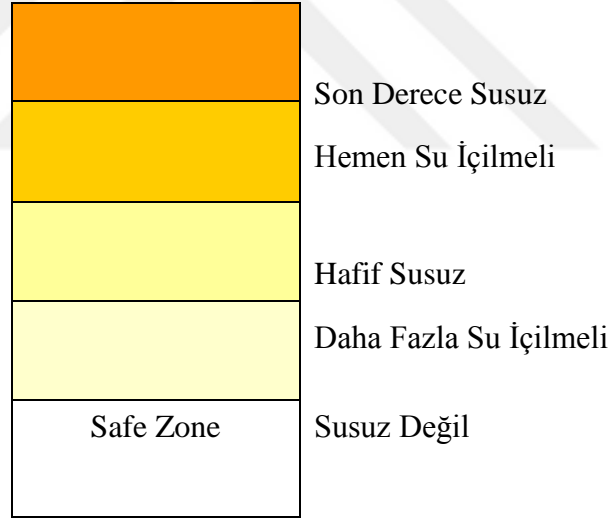 Son Derece Susuz
Hemen Su İçilmeli
Hafif Susuz
Daha Fazla Su İçilmeli
Safe Zone Susuz Değil